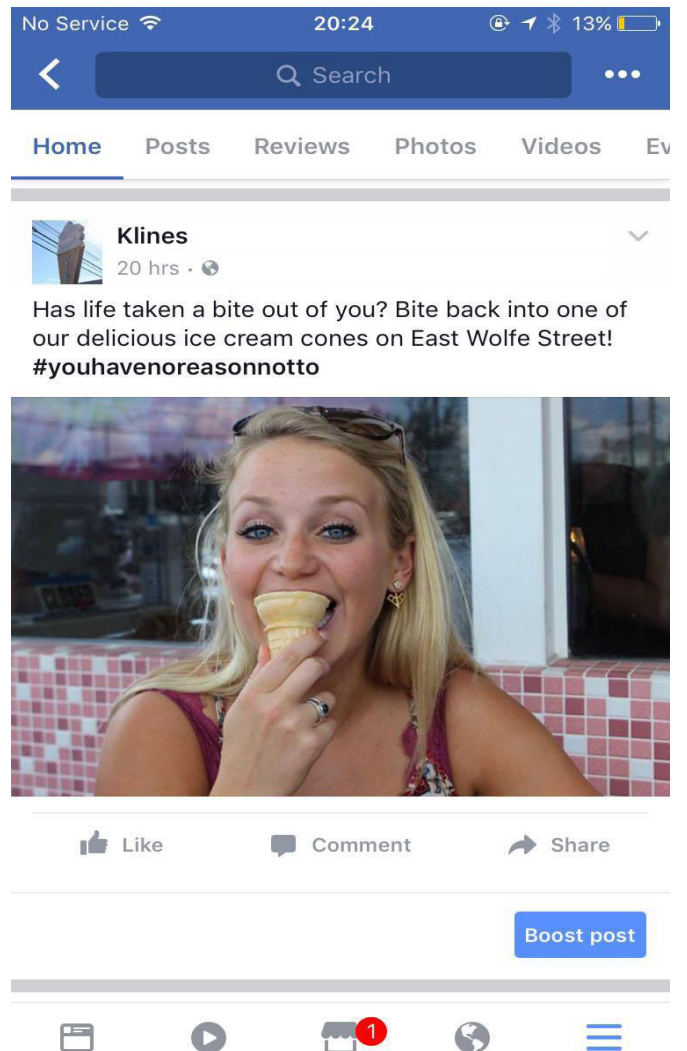 No Service 20:24 13%
Search
Home Posts Reviews Photos Videos Ev
Klines
20 hrs ·
Has life taken a bite out of you? Bite back into one of
our delicious ice cream cones on East Wolfe Street!
#youhavenoreasonnotto
Like Comment Share
Boost post
1